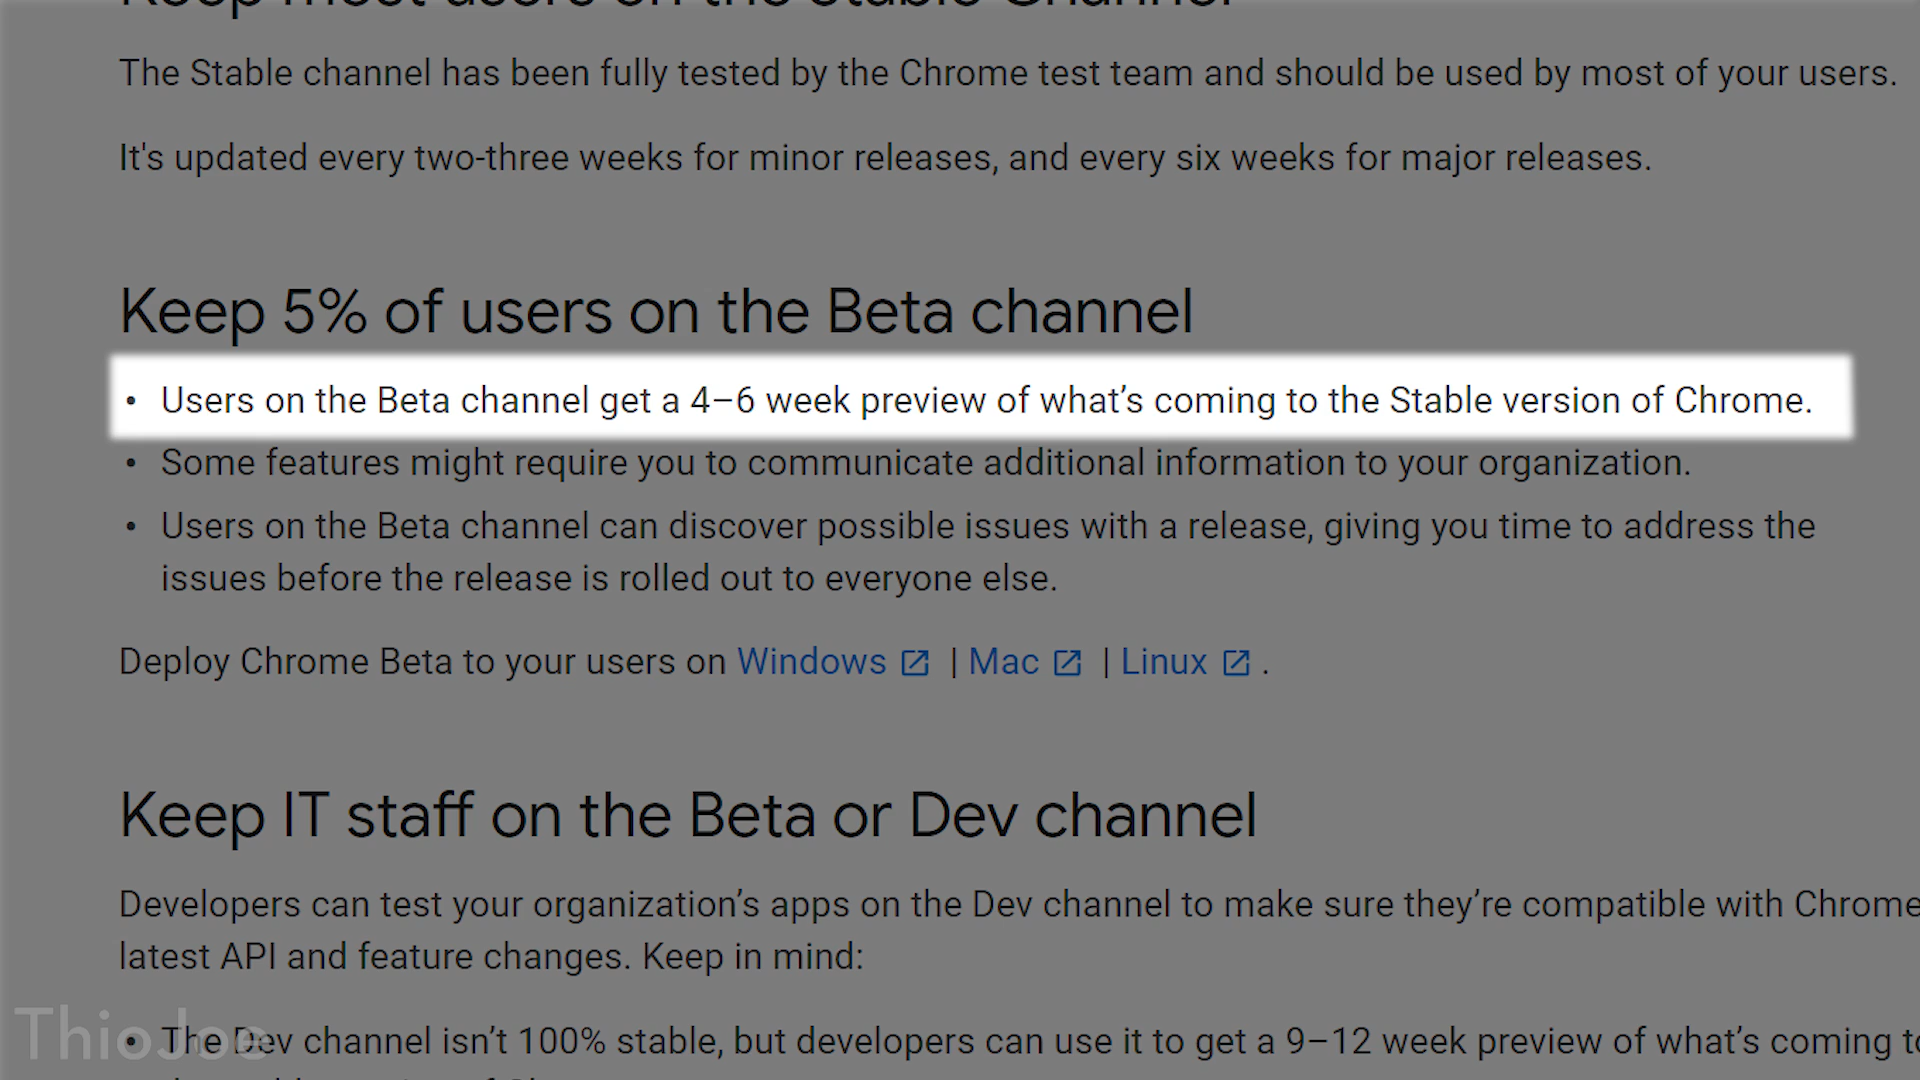 Keep most users on the Stable Channel
The Stable channel has been fully tested by the Chrome test team and should be used by most of your users.
It's updated every two-three weeks for minor releases, and every six weeks for major releases.
Keep 5% of users on the Beta channel
• Users on the Beta channel get a 4–6 week preview of what’s coming to the Stable version of Chrome.
• Some features might require you to communicate additional information to your organization.
• Users on the Beta channel can discover possible issues with a release, giving you time to address the
issues before the release is rolled out to everyone else.
Deploy Chrome Beta to your users on Windows | Mac | Linux .
Keep IT staff on the Beta or Dev channel
Developers can test your organization’s apps on the Dev channel to make sure they’re compatible with Chrome
latest API and feature changes. Keep in mind:
• The Dev channel isn’t 100% stable, but developers can use it to get a 9–12 week preview of what’s coming to
ThioJoe